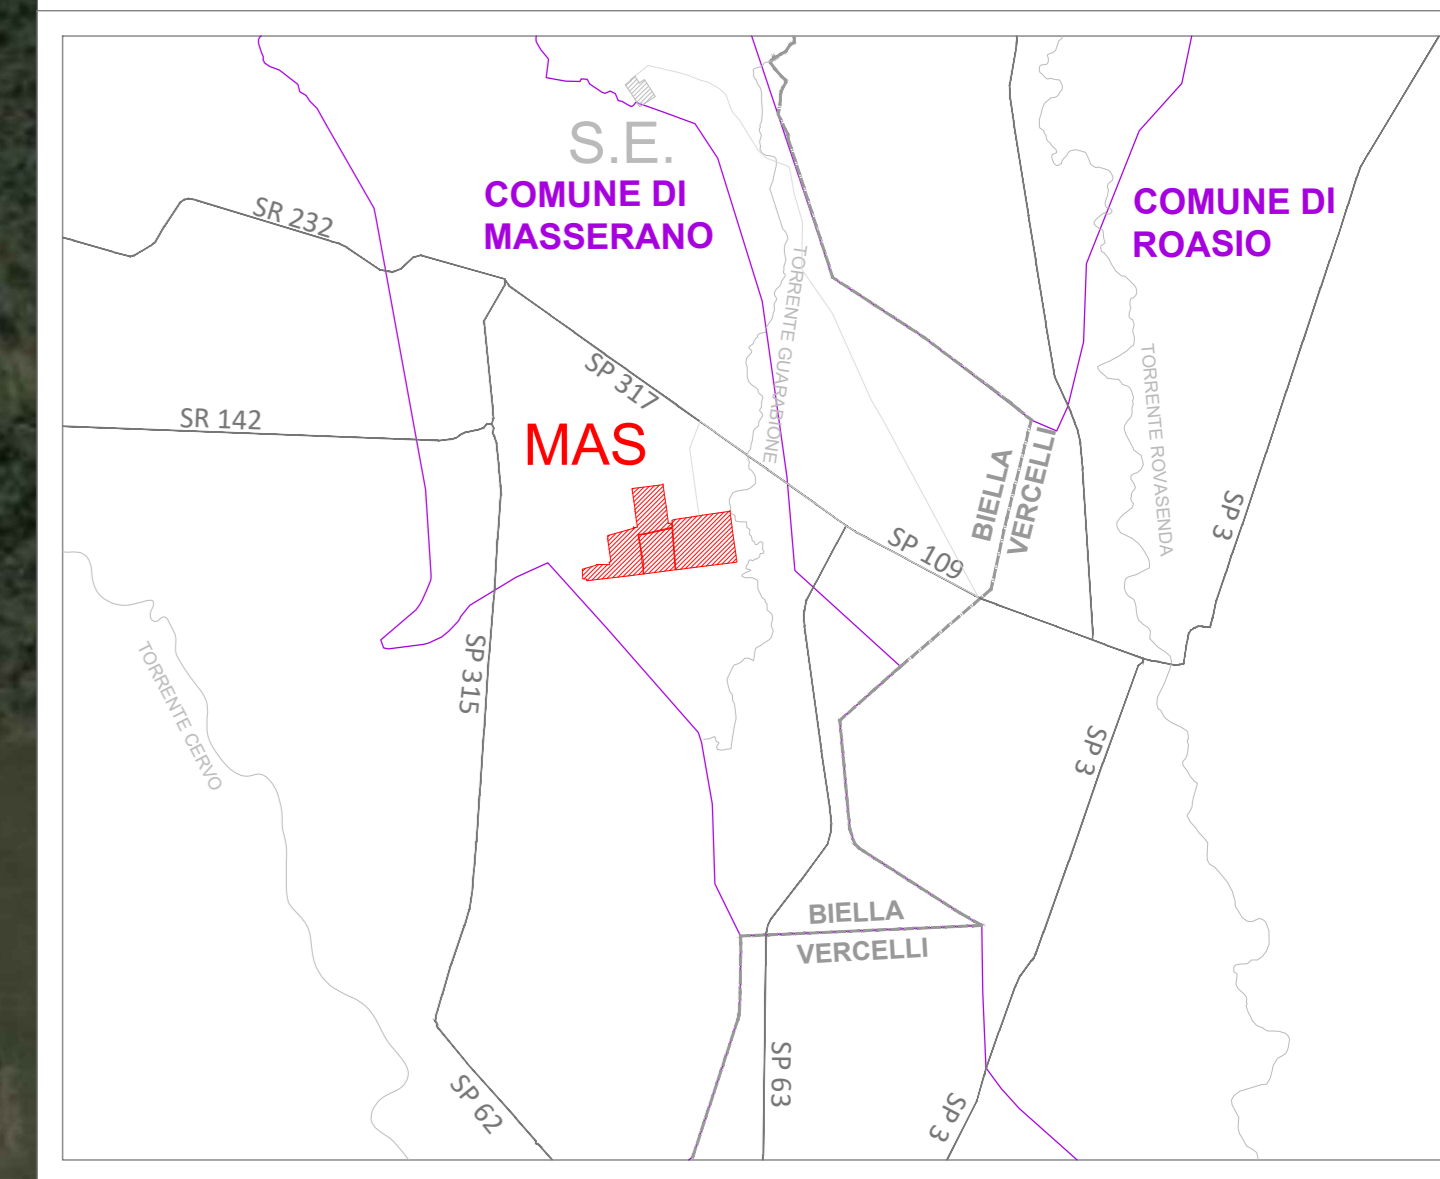 S.E.
COMUNE DI
MASSERANO
COMUNE DI
ROASIO
SR 232
TORRENTE GUARABIONE
SP 317
SR 142
MAS
TORRENTE ROVASENDA
BIELLA
VERCELLI
SP 3
SP 109
TORRENTE CERVO
SP 315
SP 3
BIELLA
VERCELLI
SP 63
SP 62
SP 3